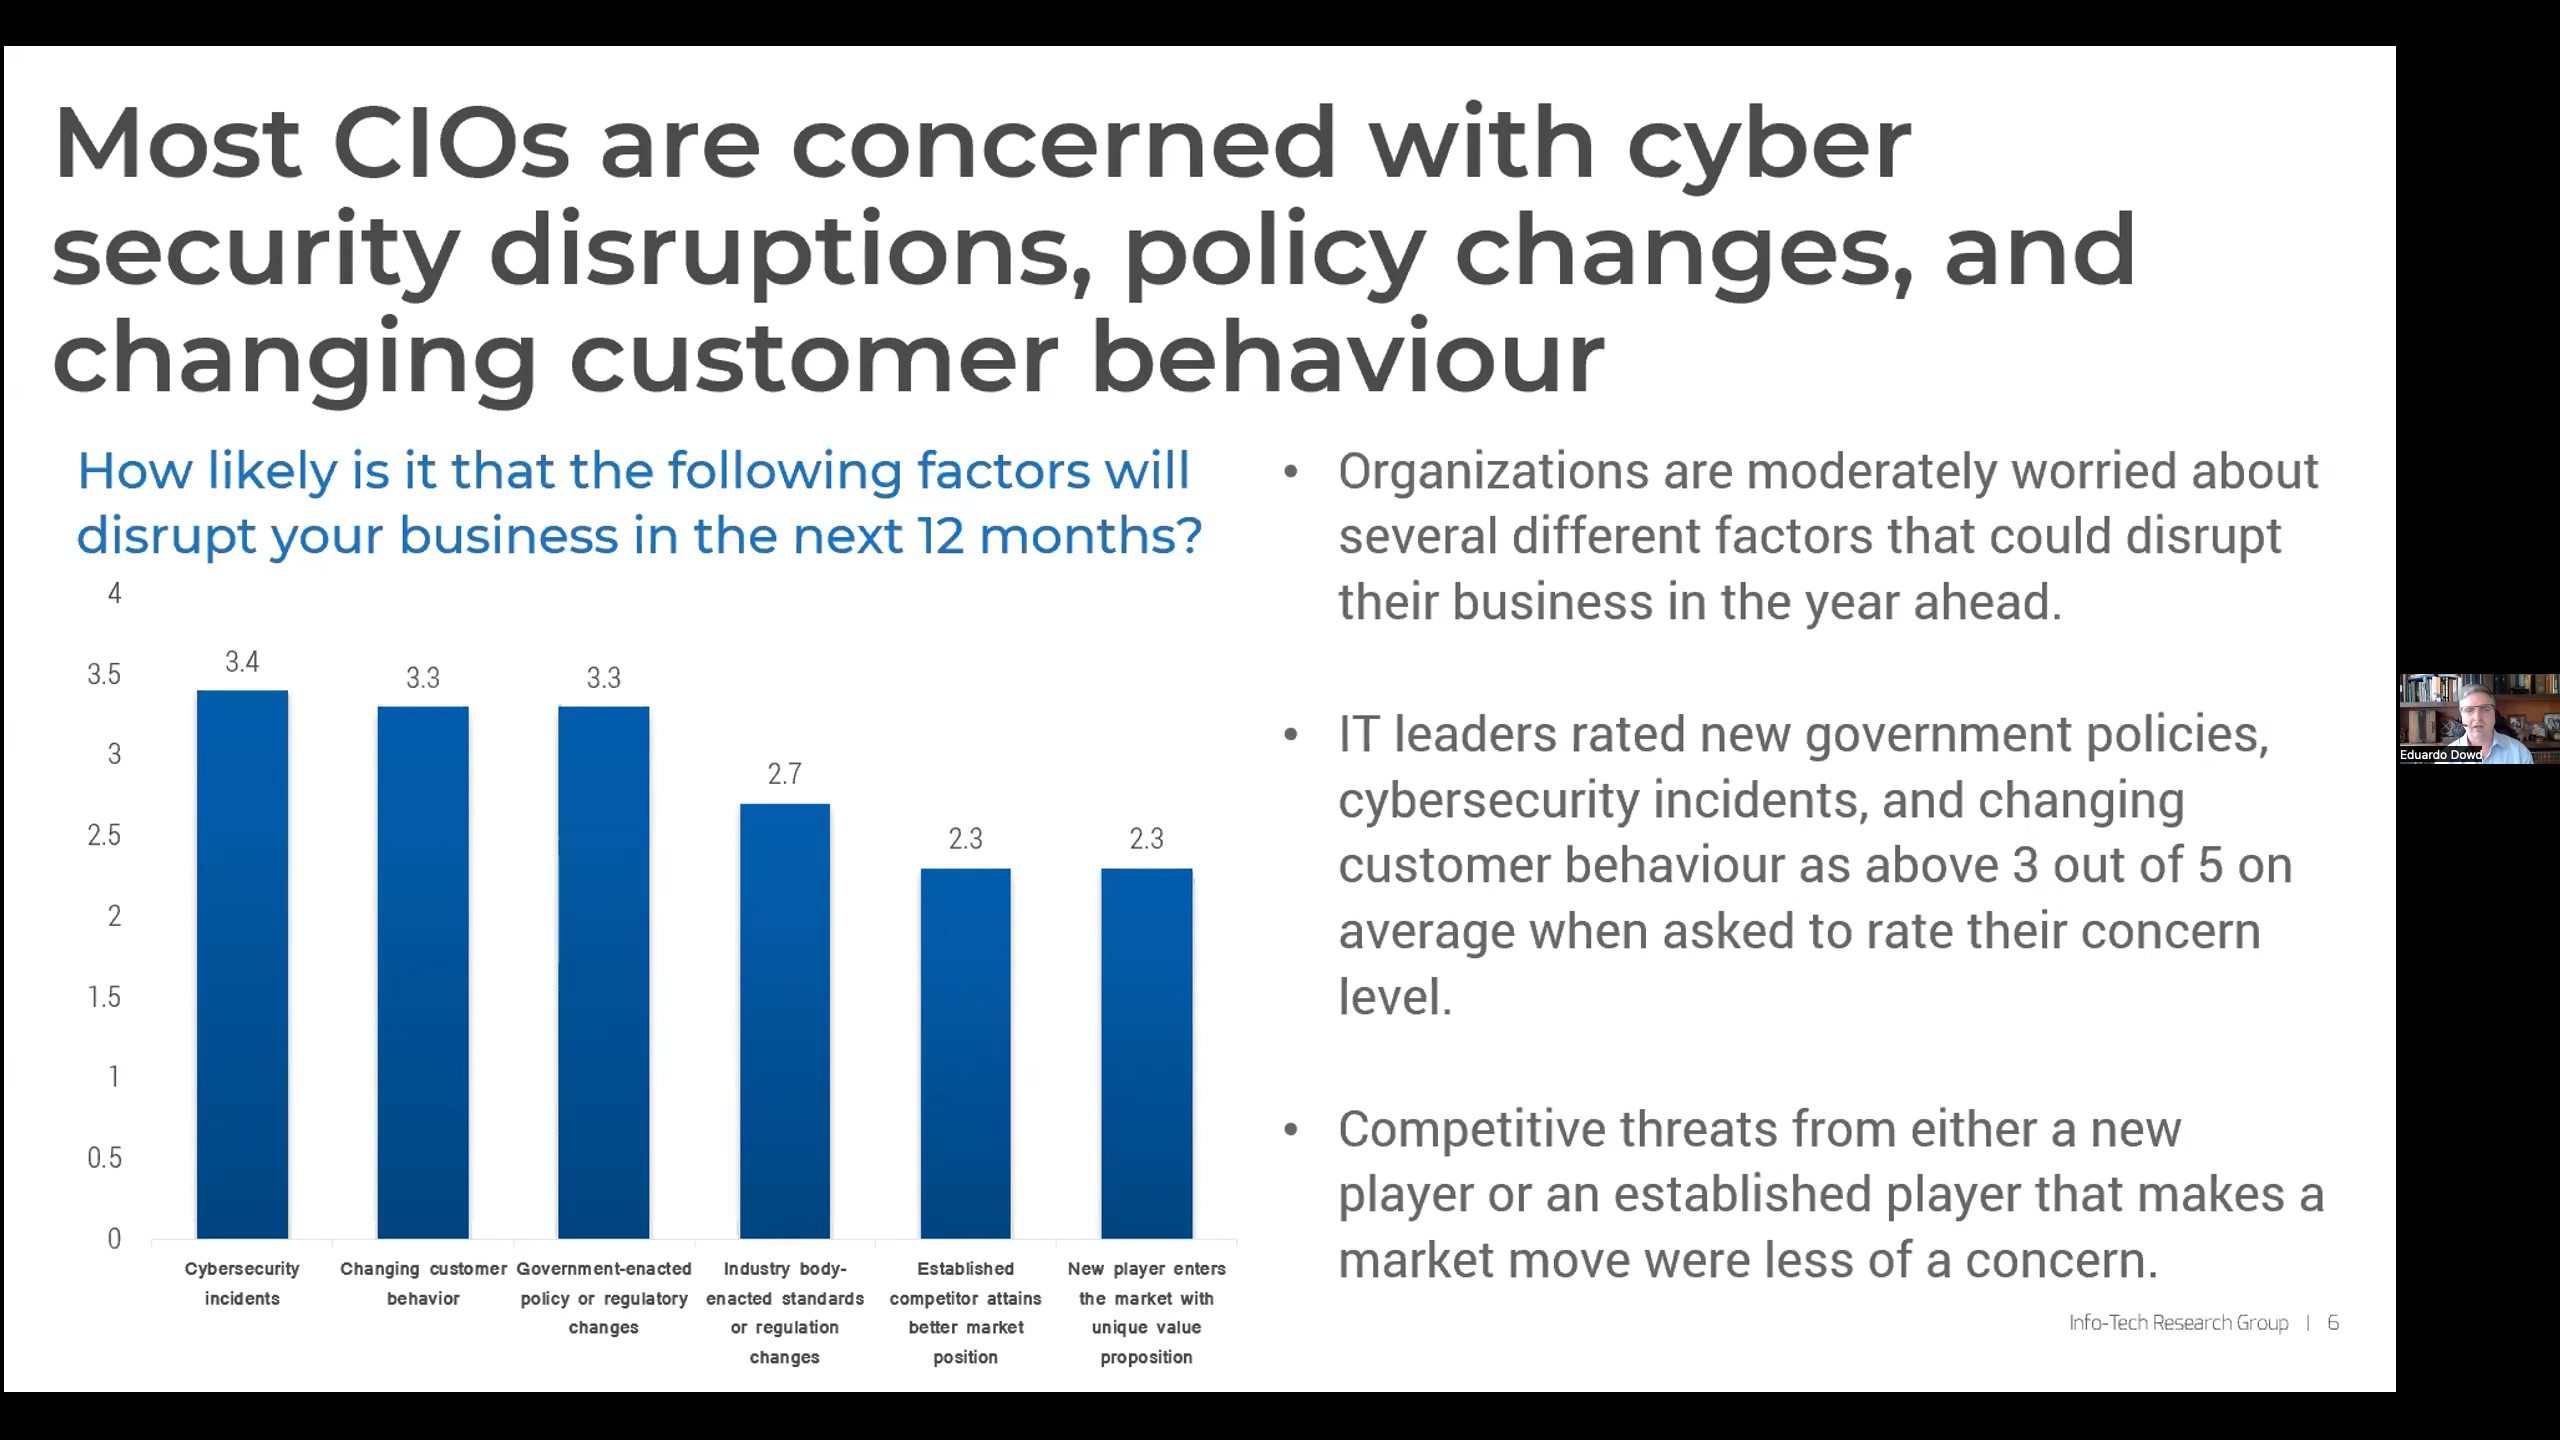 Most CIOs are concerned with cyber
security disruptions, policy changes, and
changing customer behaviour
How likely is it that the following factors will
disrupt your business in the next 12 months?
4
3.5
3
2.5
2
1.5
1
0.5
0
3.4
3.3
3.3
2.7
2.3
2.3
Cybersecurity
incidents
Changing customer
behavior
Government-enacted
policy or regulatory
changes
Industry body-
enacted standards
or regulation
changes
Established
competitor attains
better market
position
New player enters
the market with
unique value
proposition
• Organizations are moderately worried about
several different factors that could disrupt
their business in the year ahead.
• IT leaders rated new government policies,
cybersecurity incidents, and changing
customer behaviour as above 3 out of 5 on
average when asked to rate their concern
level.
• Competitive threats from either a new
player or an established player that makes a
market move were less of a concern.
Info-Tech Research Group | 6
Eduardo Dowd